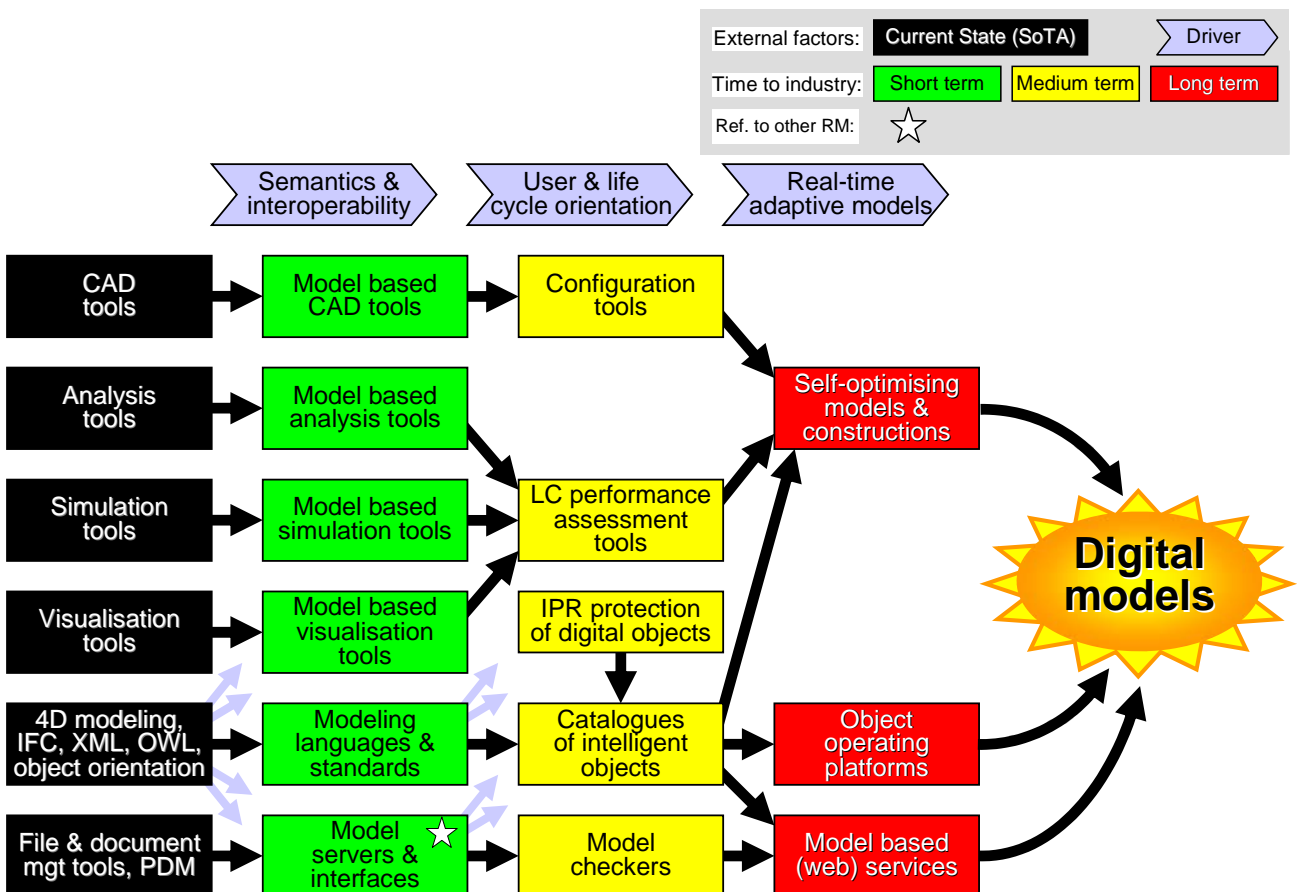 External factors:
Current State (SoTA)
Driver
Time to industry:
Short term
Medium term
Long term
Ref. to other RM:
Semantics &
interoperability
User & life
cycle orientation
Real-time
adaptive models
CAD
tools
Model based
CAD tools
Configuration
tools
Analysis
tools
Model based
analysis tools
Self-optimising
models &
constructions
Simulation
tools
Model based
simulation tools
LC performance
assessment
tools
Digital
models
Visualisation
tools
Model based
visualisation
tools
IPR protection
of digital objects
4D modeling,
IFC, XML, OWL,
object orientation
Modeling
languages &
standards
Catalogues
of intelligent
objects
Object
operating
platforms
File & document
mgt tools, PDM
Model
servers &
interfaces
Model
checkers
Model based
(web) services